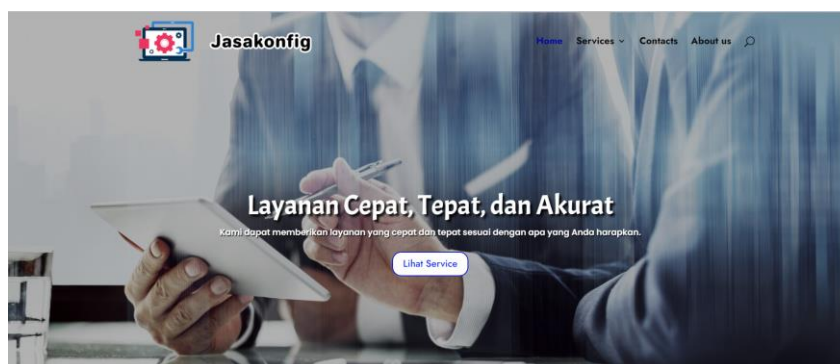 Jasakonfig
Home Services Contacts About us
Layanan Cepat, Tepat, dan Akurat
Kami dapat memberikan layanan yang cepat dan tepat sesuai dengan apa yang Anda harapkan.
Lihat Service